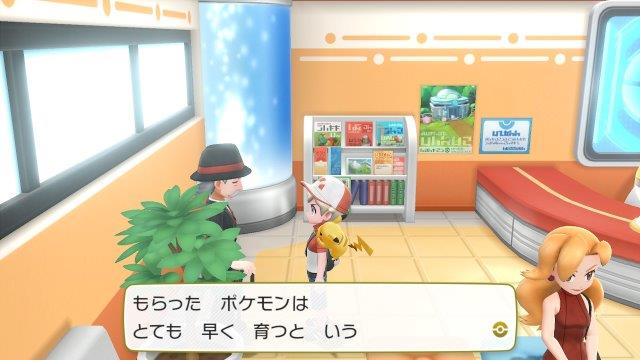 もらった　ポケモンは
とても　早く　育つと　いう